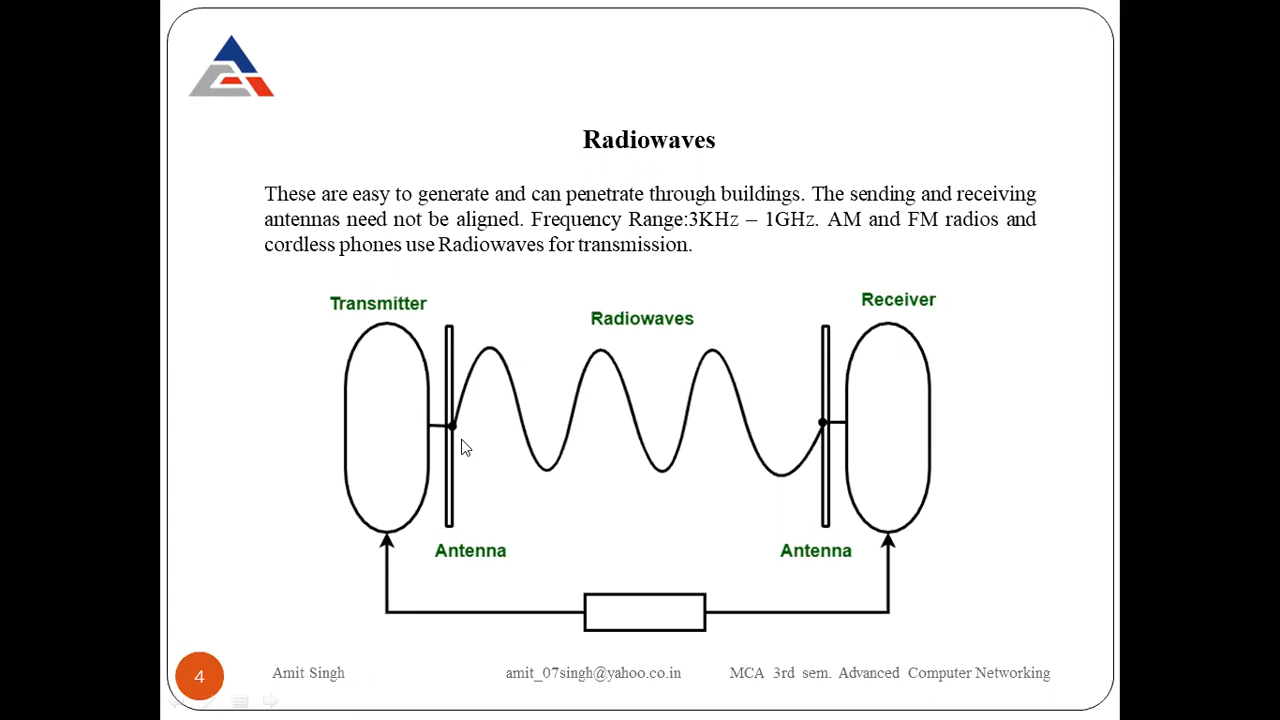 Radiowaves
These are easy to generate and can penetrate through buildings. The sending and receiving
antennas need not be aligned. Frequency Range:3KHz – 1GHz. AM and FM radios and
cordless phones use Radiowaves for transmission.
Transmitter
Radiowaves
Receiver
Antenna
Antenna
4
Amit Singh
amit_07singh@yahoo.co.in
MCA 3rd sem. Advanced Computer Networking